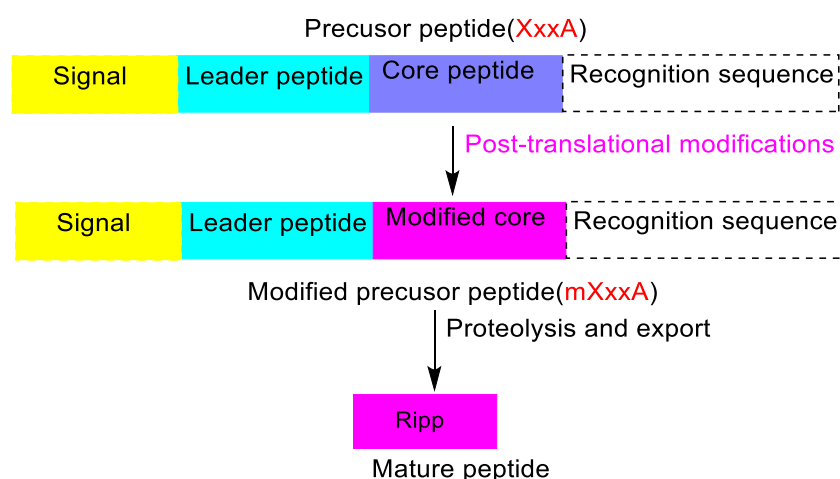 Precusor peptide(XxxA)
Signal Leader peptide Core peptide Recognition sequence
Post-translational modifications
Signal Leader peptide Modified core Recognition sequence
Modified precusor peptide(mXxxA)
Proteolysis and export
Ripp
Mature peptide